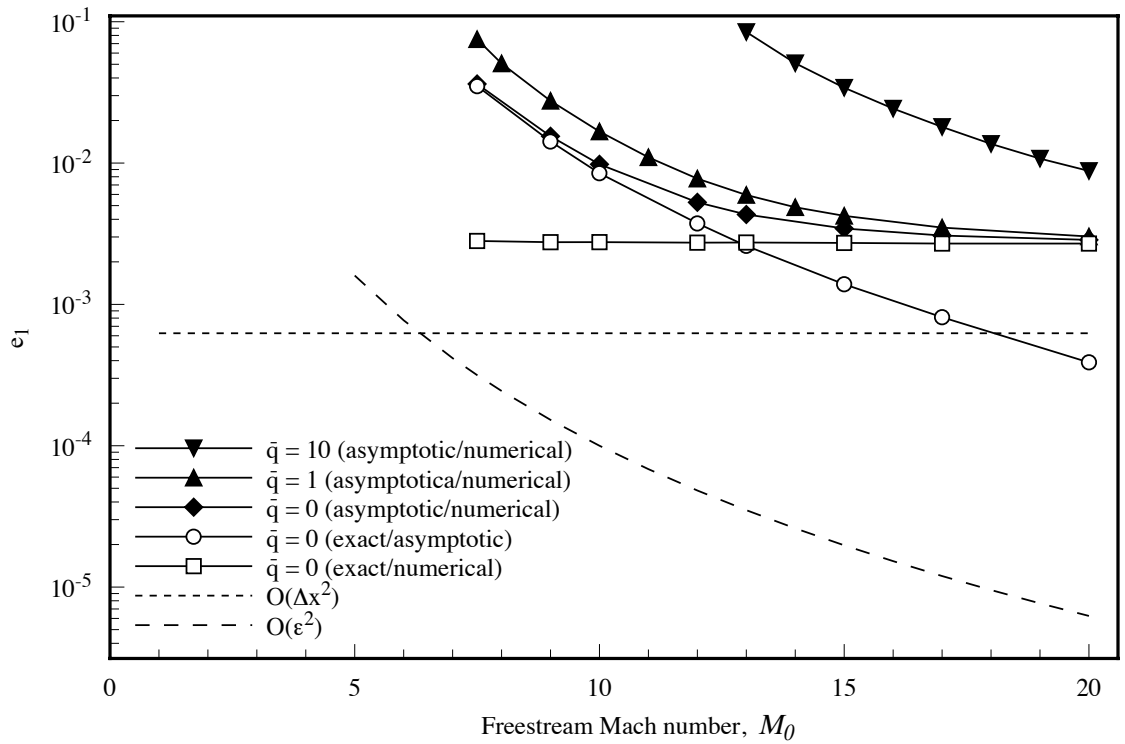 10⁻¹
10⁻²
10⁻³
10⁻⁴
10⁻⁵
e₁
q̄ = 10 (asymptotic/numerical)
q̄ = 1 (asymptotica/numerical)
q̄ = 0 (asymptotic/numerical)
q̄ = 0 (exact/asymptotic)
q̄ = 0 (exact/numerical)
O(Δx²)
O(ε²)
0 5 10 15 20
Freestream Mach number, M₀